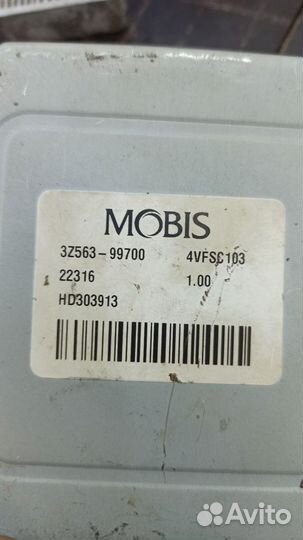 MOBIS
3Z563-99700 4VFSC103
22316 1.00
HD303913
Avito